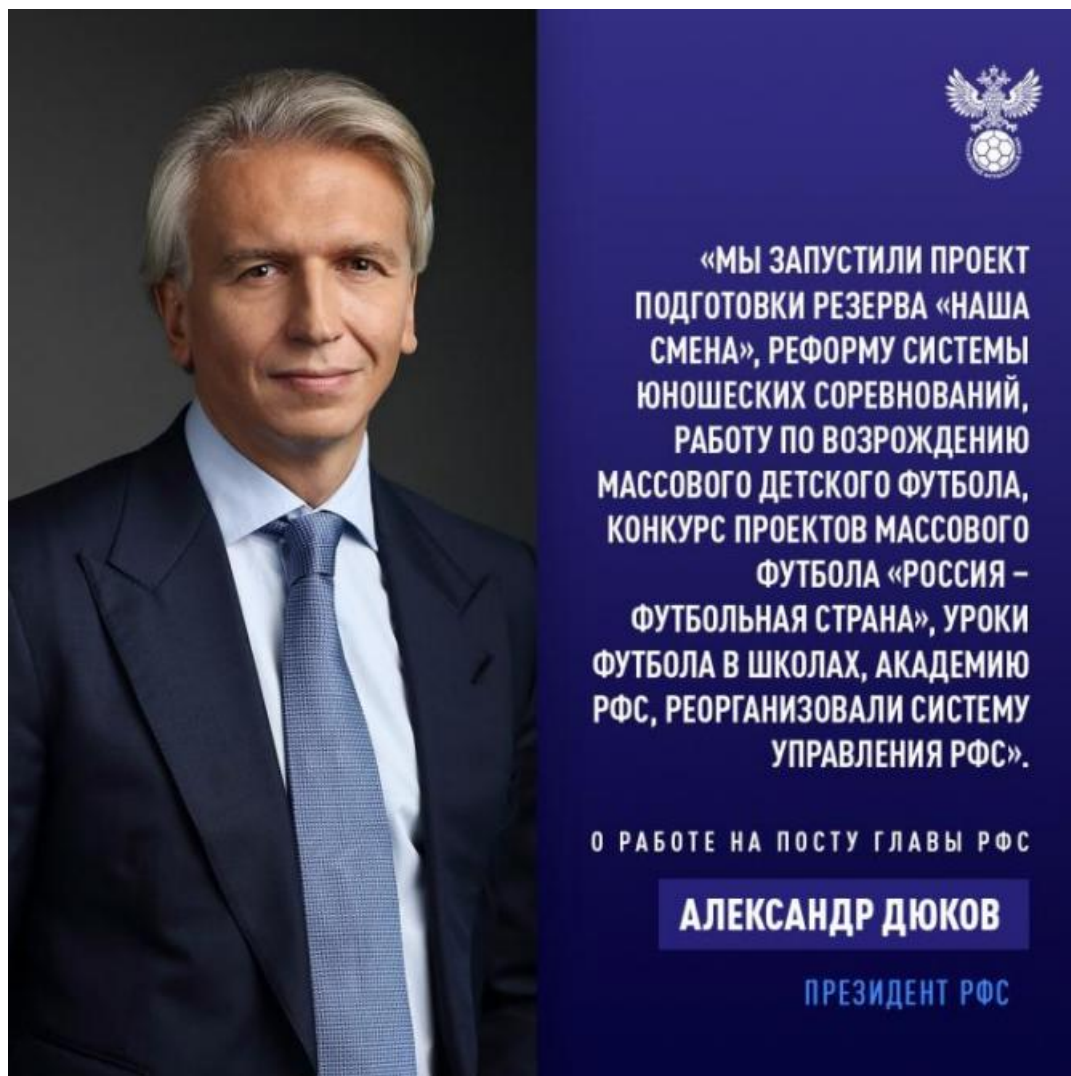 «МЫ ЗАПУСТИЛИ ПРОЕКТ
ПОДГОТОВКИ РЕЗЕРВА «НАША
СМЕНА», РЕФОРМУ СИСТЕМЫ
ЮНОШЕСКИХ СОРЕВНОВАНИЙ,
РАБОТУ ПО ВОЗРОЖДЕНИЮ
МАССОВОГО ДЕТСКОГО ФУТБОЛА,
КОНКУРС ПРОЕКТОВ МАССОВОГО
ФУТБОЛА «РОССИЯ –
ФУТБОЛЬНАЯ СТРАНА», УРОКИ
ФУТБОЛА В ШКОЛАХ, АКАДЕМИЮ
РФС, РЕОРГАНИЗОВАЛИ СИСТЕМУ
УПРАВЛЕНИЯ РФС».
О РАБОТЕ НА ПОСТУ ГЛАВЫ РФС
АЛЕКСАНДР ДЮКОВ
ПРЕЗИДЕНТ РФС